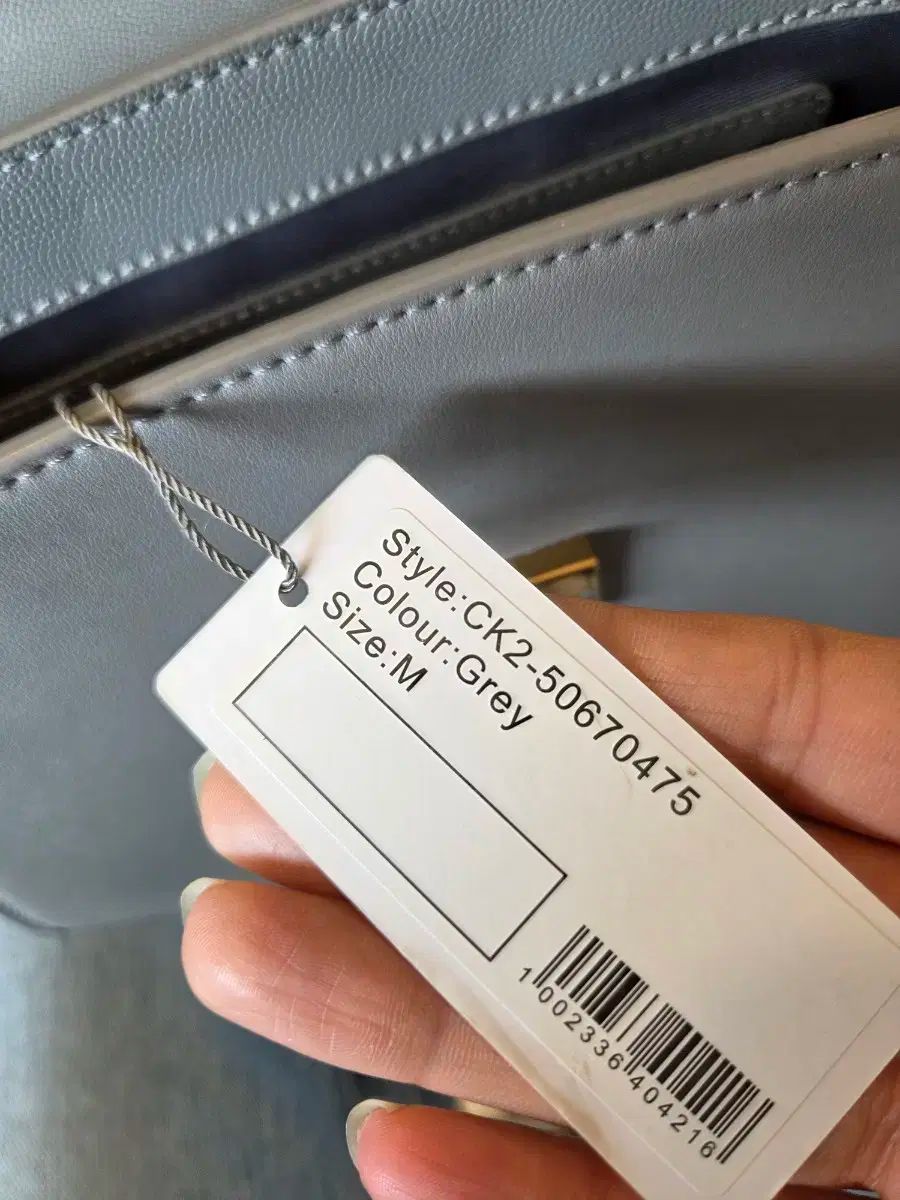 Style:CK2-50670475
Colour:Grey
Size:M
1002336404216